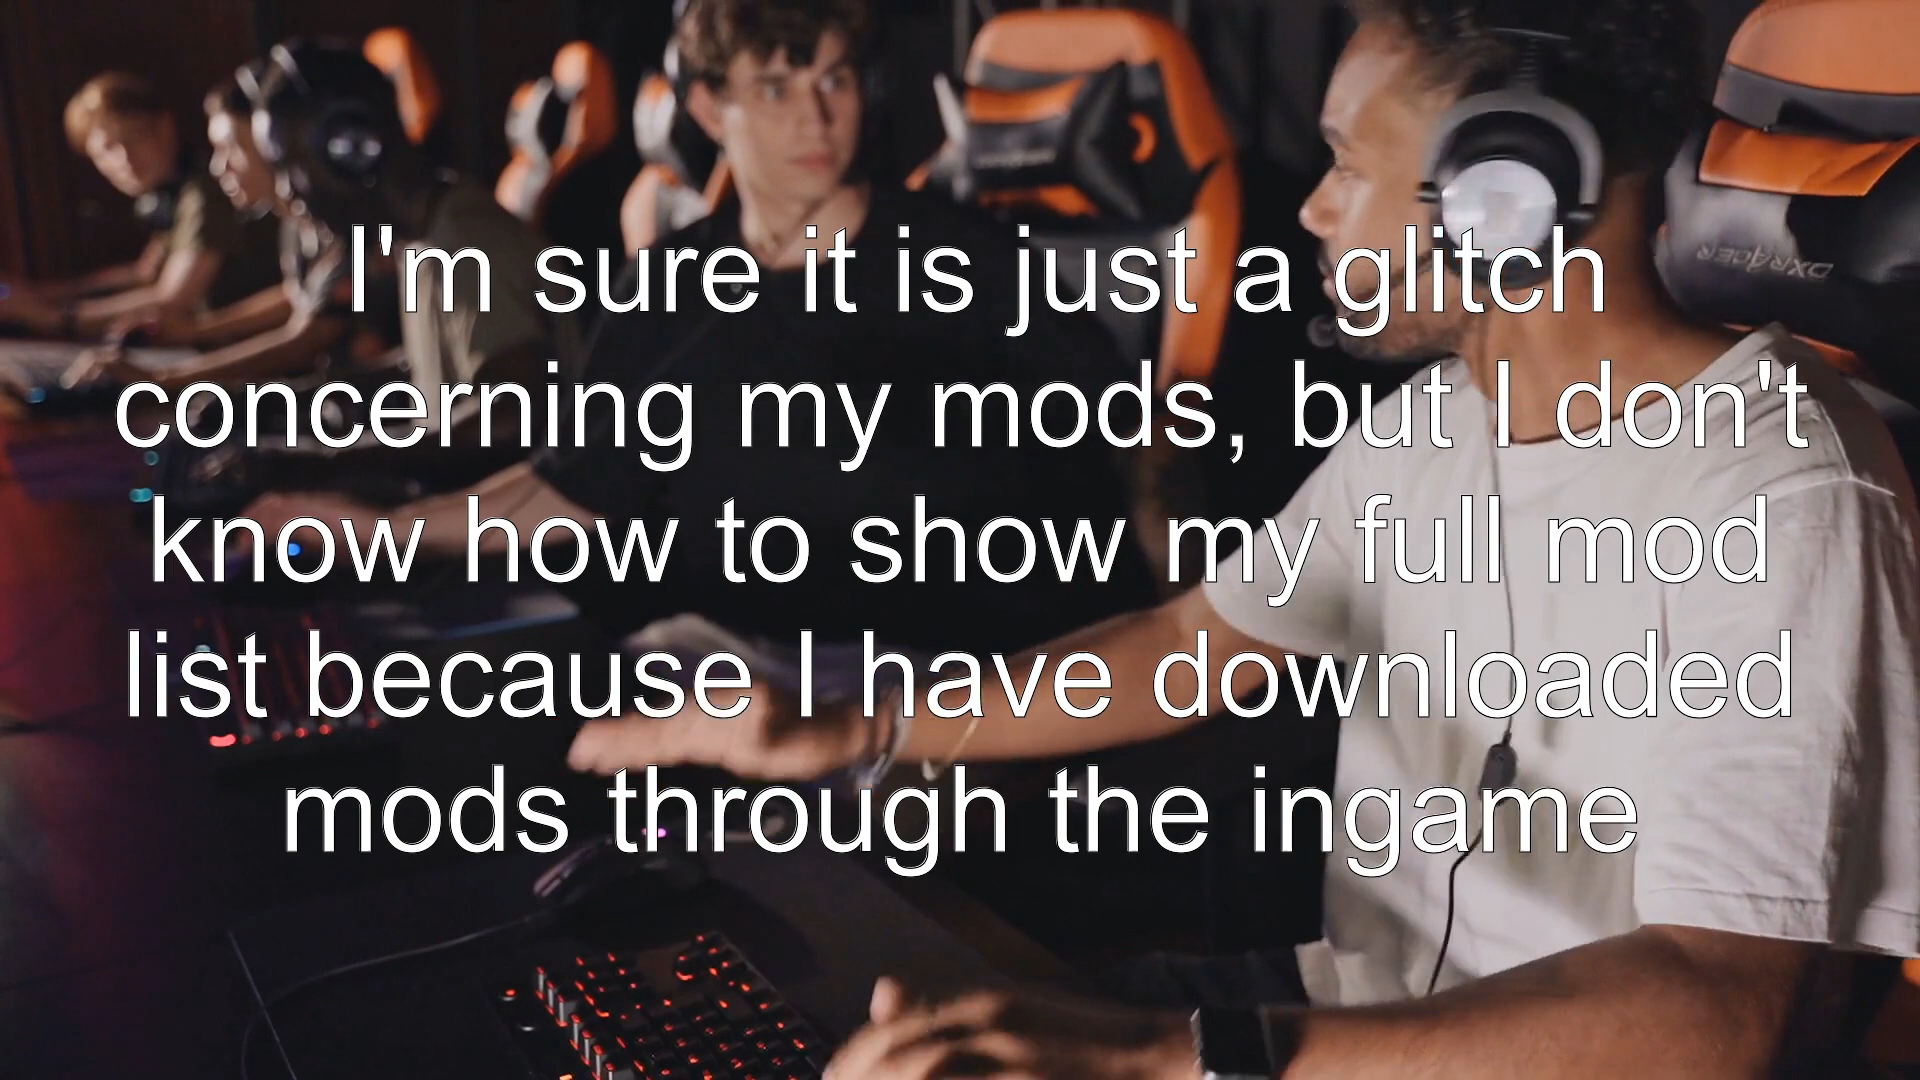 I'm sure it is just a glitch
concerning my mods, but I don't
know how to show my full mod
list because I have downloaded
mods through the ingame
DXRACER